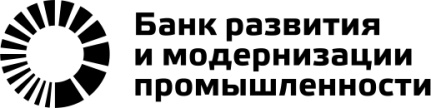 Банк развития
и модернизации
промышленности